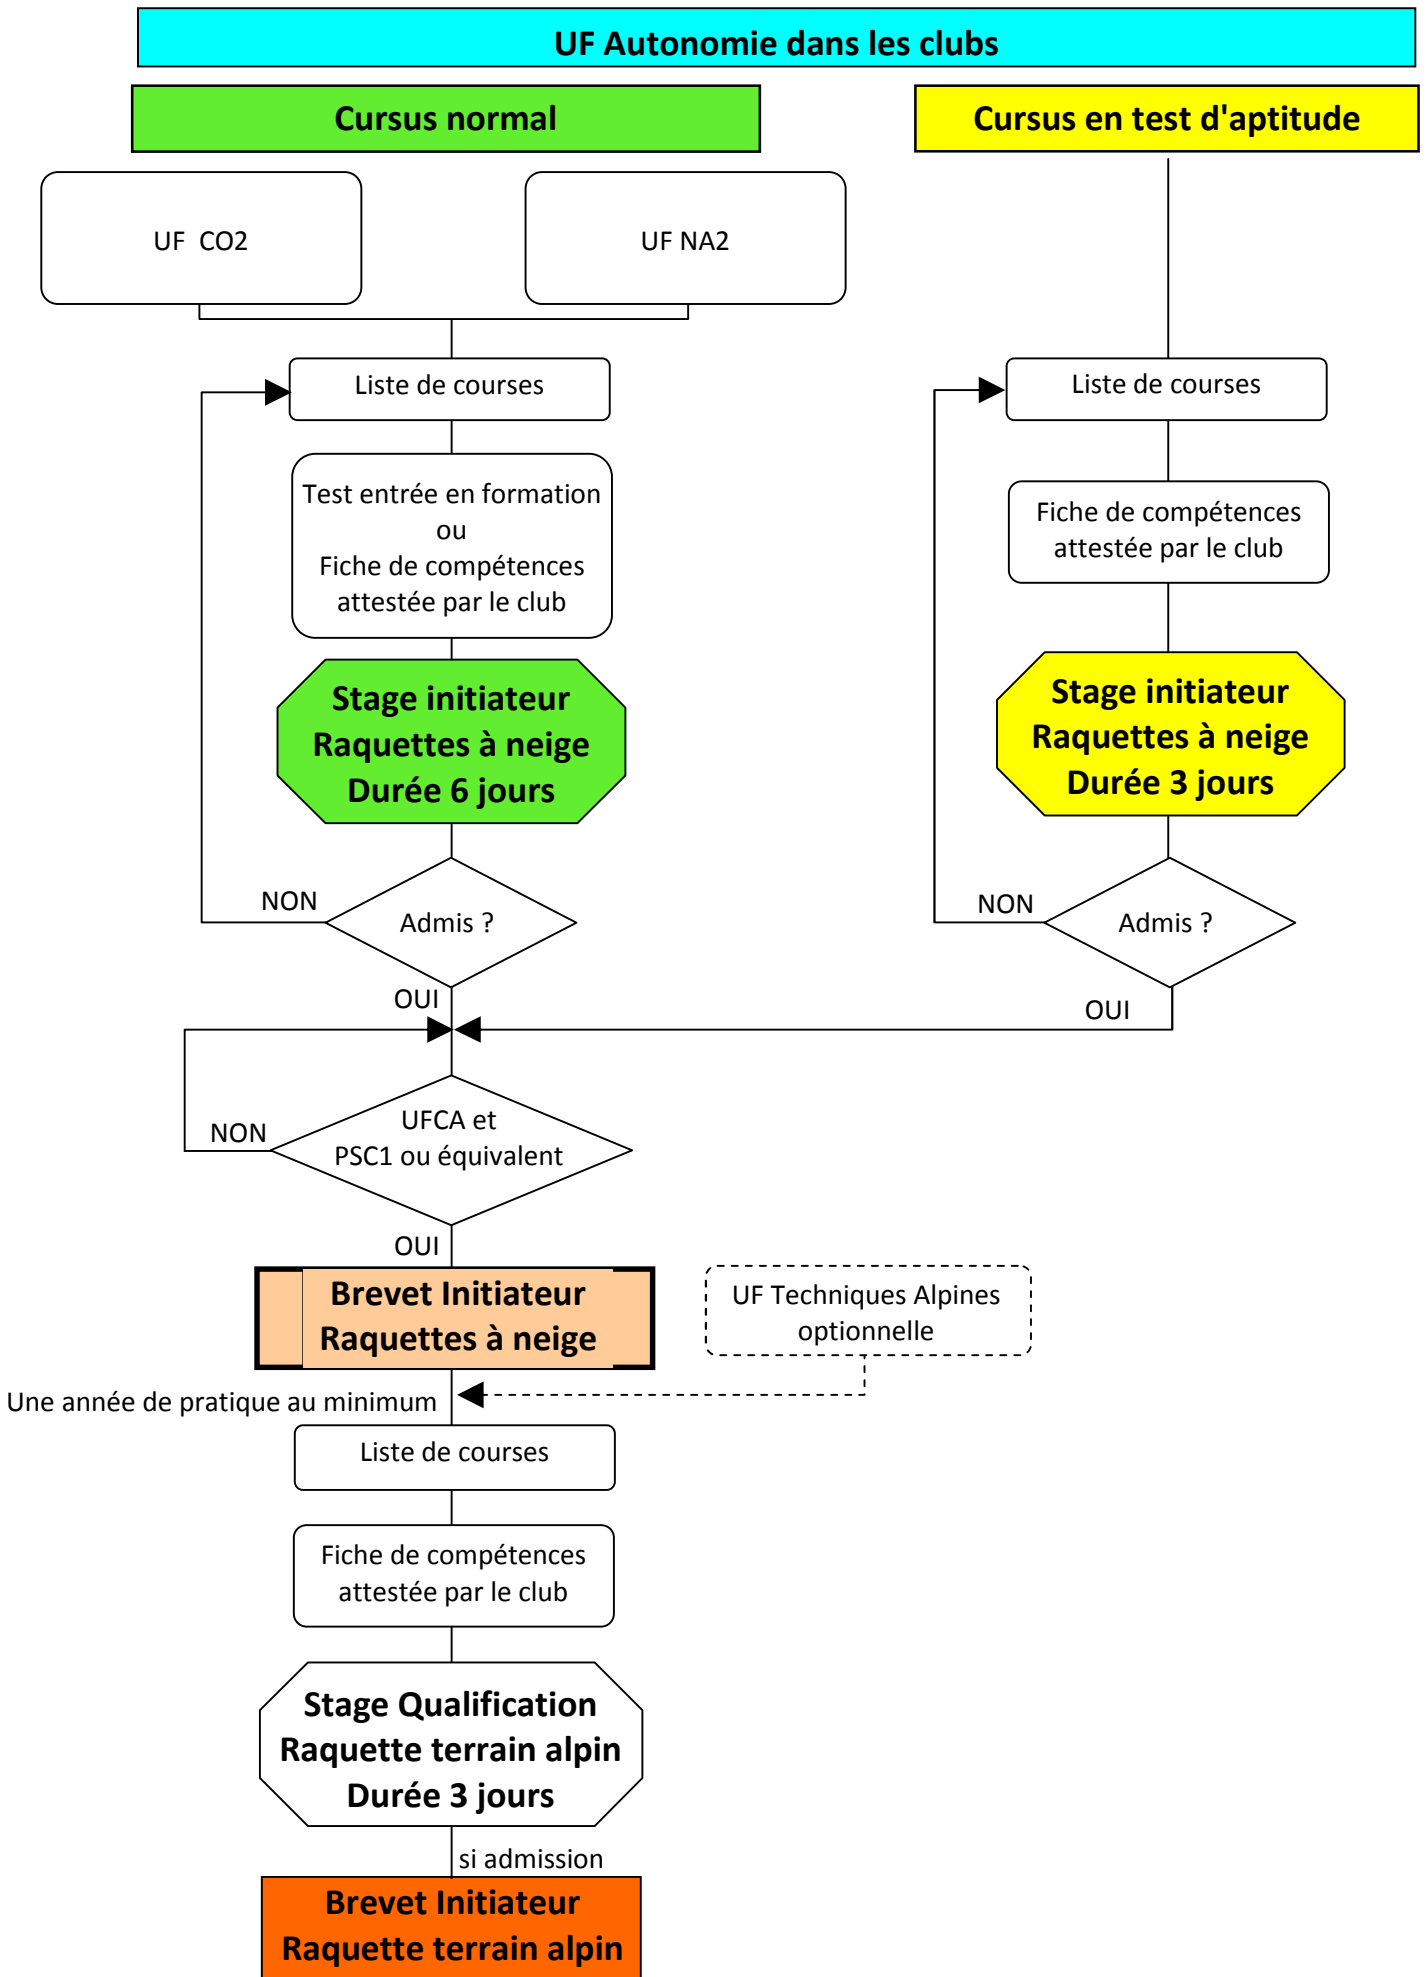 UF Autonomie dans les clubs
Cursus normal
Cursus en test d'aptitude
UF  CO2
UF NA2
Liste de courses
Liste de courses
Test entrée en formation
ou
Fiche de compétences
attestée par le club
Fiche de compétences
attestée par le club
Stage initiateur
Raquettes à neige
Durée 6 jours
Stage initiateur
Raquettes à neige
Durée 3 jours
NON
Admis ?
NON
Admis ?
OUI
OUI
UFCA et
PSC1 ou équivalent
NON
OUI
Brevet Initiateur
Raquettes à neige
UF Techniques Alpines
optionnelle
Une année de pratique au minimum
Liste de courses
Fiche de compétences
attestée par le club
Stage Qualification
Raquette terrain alpin
Durée 3 jours
si admission
Brevet Initiateur
Raquette terrain alpin